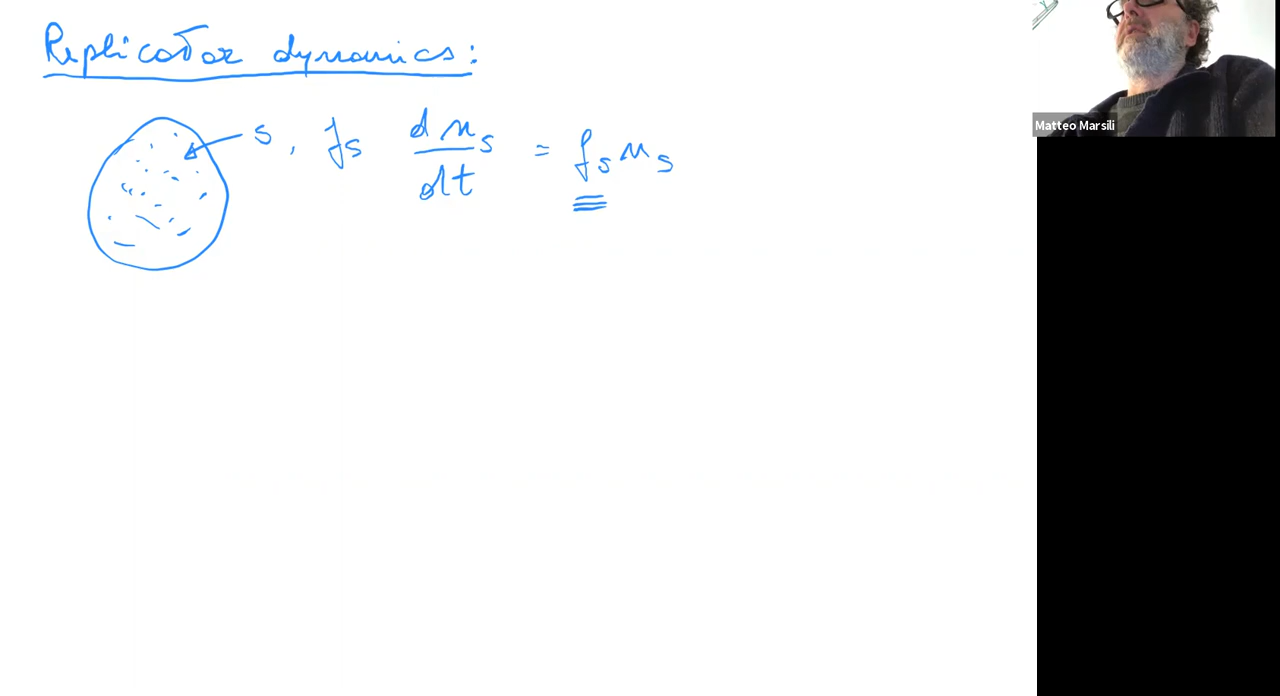 Replicator dynamics:
s, fs dns/dt = fs ns
Matteo Marsili